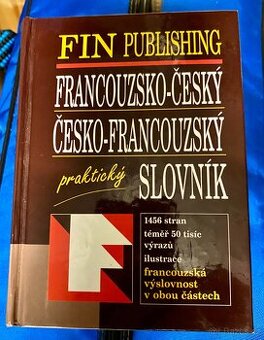 FIN PUBLISHING
FRANCOUZSKO-ČESKÝ
ČESKO-FRANCOUZSKÝ
praktický SLOVNÍK
1456 stran
téměř 50 tisíc
výrazů
ilustrace
francouzská
výslovnost
v obou částech